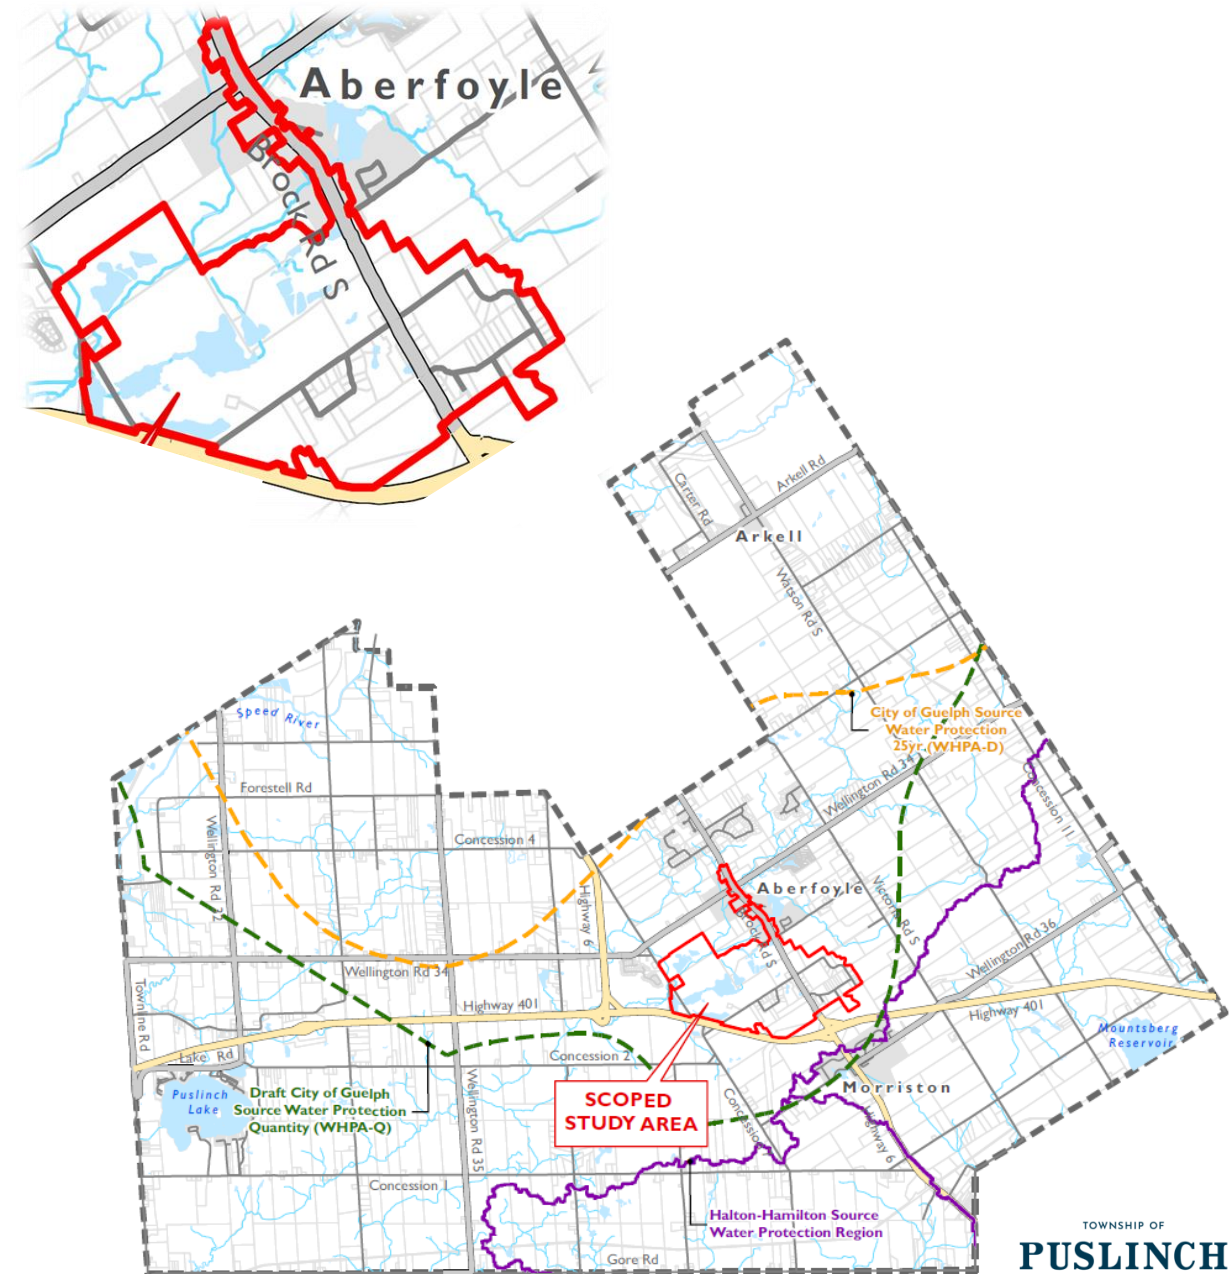 Aberfoyle
Brock Rd S
Arkell Rd
Carter Rd
Arkell
Watson Rd S
Speed River
City of Guelph Source
Water Protection
25yr (WHPA-D)
Wellington Rd 34
Concession 11
Forestell Rd
Wellington Rd 32
Concession 4
Highway 6
Aberfoyle
Brock Rd S
Victoria Rd S
Wellington Rd 36
Wellington Rd 34
Highway 401
Highway 401
Townline Rd
Lake Rd
Concession 2
Mountsberg
Reservoir
Puslinch
Lake
Draft City of Guelph
Source Water Protection
Quantity (WHPA-Q)
Wellington Rd 35
SCOPED
STUDY AREA
Morriston
Concession 7
Highway 6
Concession 1
Halton-Hamilton Source
Water Protection Region
Gore Rd
TOWNSHIP OF
PUSLINCH